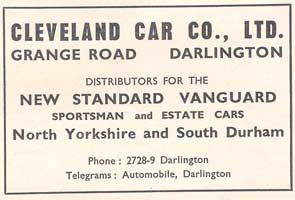 CLEVELAND CAR CO., LTD.
GRANGE ROAD DARLINGTON
DISTRIBUTORS FOR THE
NEW STANDARD VANGUARD
SPORTSMAN and ESTATE CARS
North Yorkshire and South Durham
Phone : 2728-9 Darlington
Telegrams : Automobile, Darlington